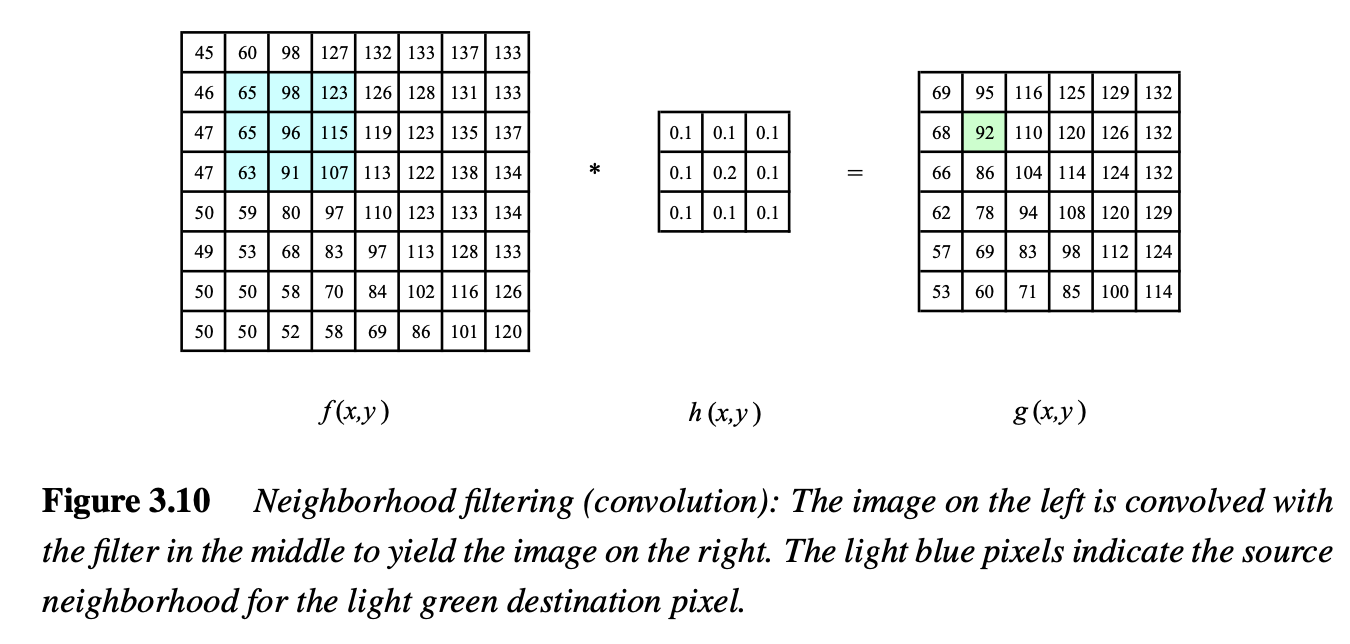 45 60 98 127 132 133 137 133
46 65 98 123 126 128 131 133 69 95 116 125 129 132
47 65 96 115 119 123 135 137 0.1 0.1 0.1 68 92 110 120 126 132
47 63 91 107 113 122 138 134 * 0.1 0.2 0.1 = 66 86 104 114 124 132
50 59 80 97 110 123 133 134 0.1 0.1 0.1 62 78 94 108 120 129
49 53 68 83 97 113 128 133 57 69 83 98 112 124
50 50 58 70 84 102 116 126 53 60 71 85 100 114
50 50 52 58 69 86 101 120
f(x,y) h(x,y) g(x,y)
Figure 3.10 Neighborhood filtering (convolution): The image on the left is convolved with
the filter in the middle to yield the image on the right. The light blue pixels indicate the source
neighborhood for the light green destination pixel.